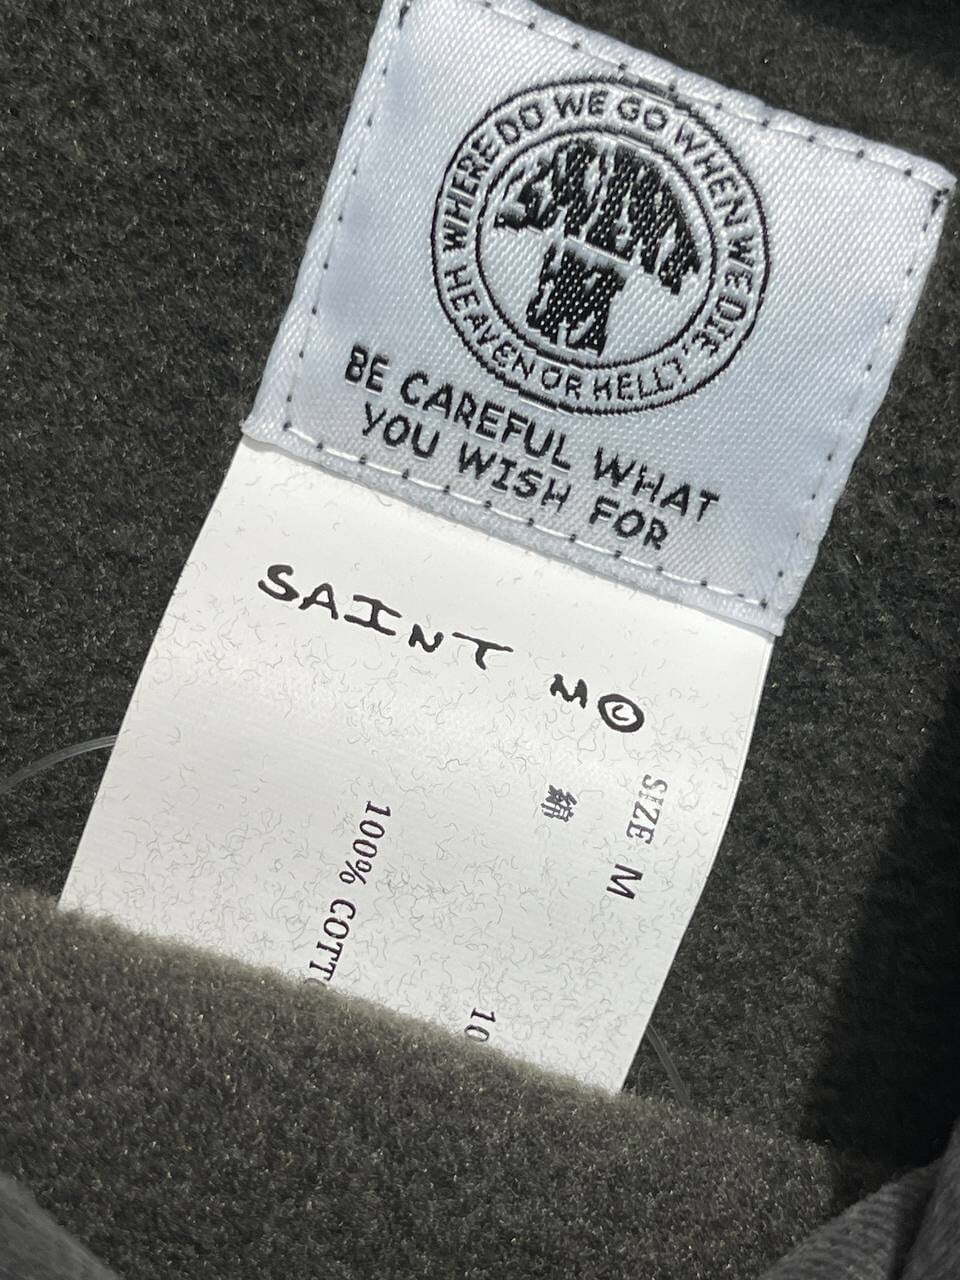 WHERE DO WE GO WHEN WE DIE,
HEAVEN OR HELL?
SAINT
BE CAREFUL WHAT
YOU WISH FOR
SAINT M©
SIZE M
綿
100% COTT
10